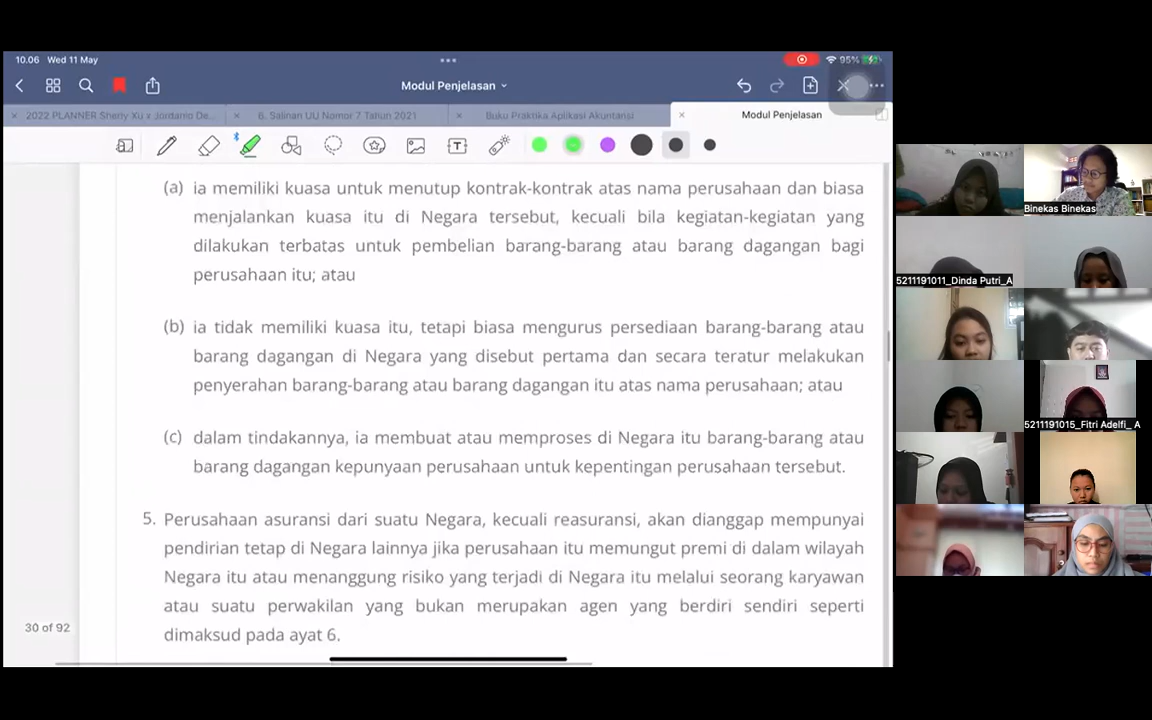 10.06 Wed 11 May
95%
Modul Penjelasan
2022 PLANNER Sherly Xu x Jordanio De...
6. Salinan UU Nomor 7 Tahun 2021
Buku Praktika Aplikasi Akuntansi
Modul Penjelasan
(a) ia memiliki kuasa untuk menutup kontrak-kontrak atas nama perusahaan dan biasa
menjalankan kuasa itu di Negara tersebut, kecuali bila kegiatan-kegiatan yang
dilakukan terbatas untuk pembelian barang-barang atau barang dagangan bagi
perusahaan itu; atau
(b) ia tidak memiliki kuasa itu, tetapi biasa mengurus persediaan barang-barang atau
barang dagangan di Negara yang disebut pertama dan secara teratur melakukan
penyerahan barang-barang atau barang dagangan itu atas nama perusahaan; atau
(c) dalam tindakannya, ia membuat atau memproses di Negara itu barang-barang atau
barang dagangan kepunyaan perusahaan untuk kepentingan perusahaan tersebut.
5. Perusahaan asuransi dari suatu Negara, kecuali reasuransi, akan dianggap mempunyai
pendirian tetap di Negara lainnya jika perusahaan itu memungut premi di dalam wilayah
Negara itu atau menanggung risiko yang terjadi di Negara itu melalui seorang karyawan
atau suatu perwakilan yang bukan merupakan agen yang berdiri sendiri seperti
dimaksud pada ayat 6.
30 of 92
Binekas Binekas
5211191011_Dinda Putri_A
5211191015_Fitri Adelfi_ A